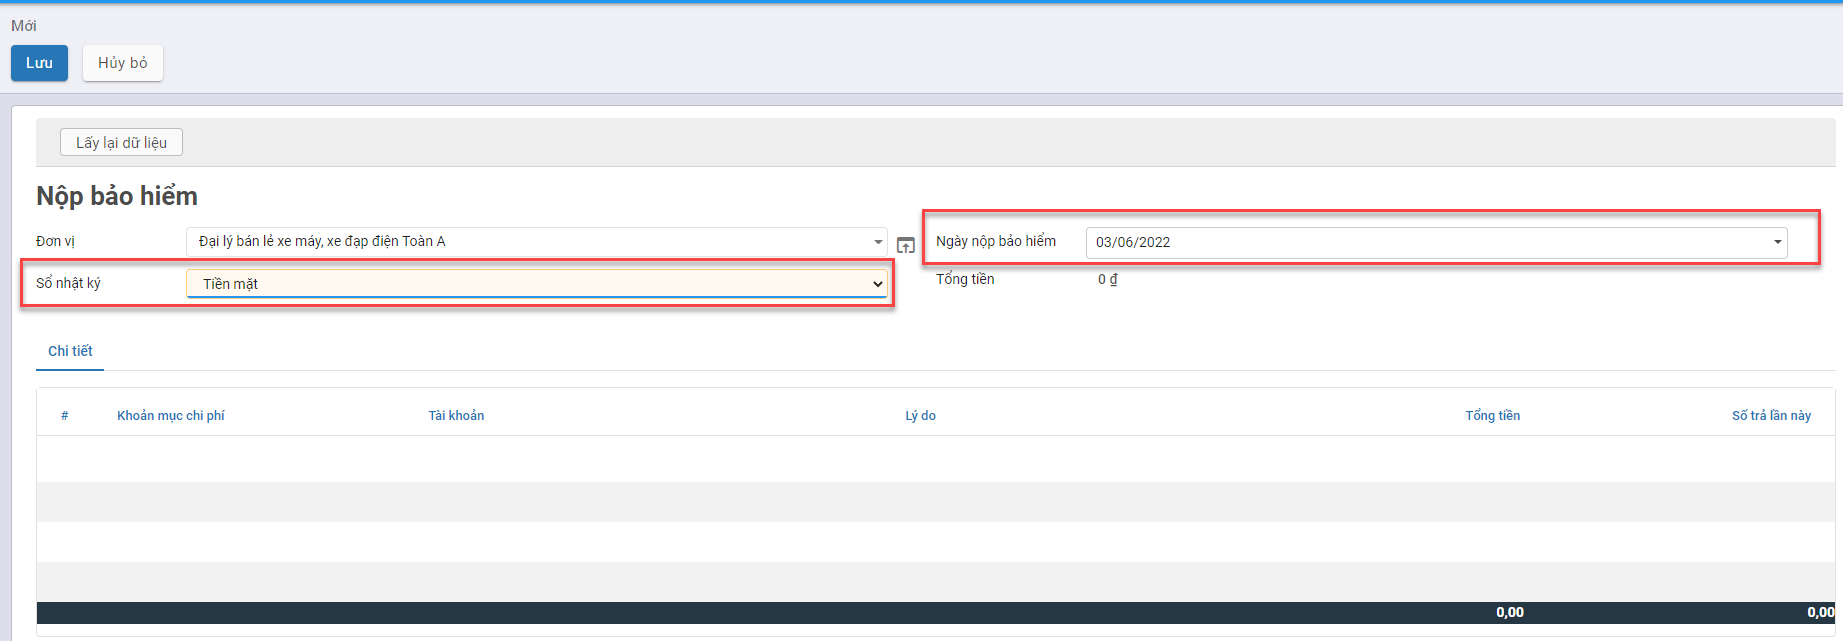 Mới
Lưu Hủy bỏ
Lấy lại dữ liệu
Nộp bảo hiểm
Đơn vị Đại lý bán lẻ xe máy, xe đạp điện Toàn A Ngày nộp bảo hiểm 03/06/2022
Sổ nhật ký Tiền mặt Tổng tiền 0 ₫
Chi tiết
# Khoản mục chi phí Tài khoản Lý do Tổng tiền Số trả lần này
0,00 0,00